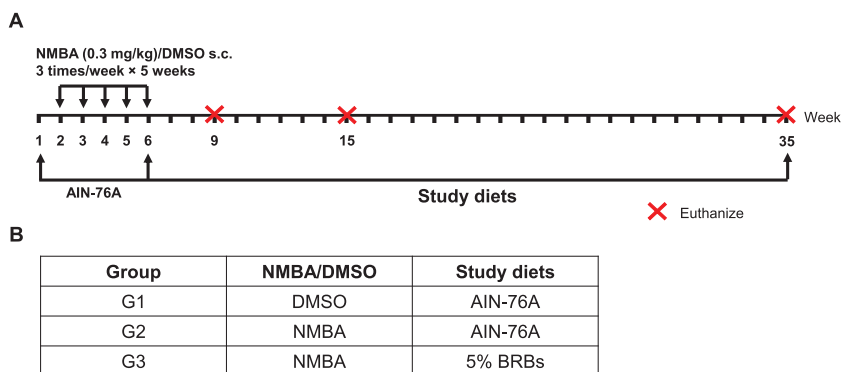 A
NMBA (0.3 mg/kg)/DMSO s.c.
3 times/week × 5 weeks
Week
1 2 3 4 5 6 9 15 35
AIN-76A
Study diets
Euthanize
B
Group NMBA/DMSO Study diets
G1 DMSO AIN-76A
G2 NMBA AIN-76A
G3 NMBA 5% BRBs